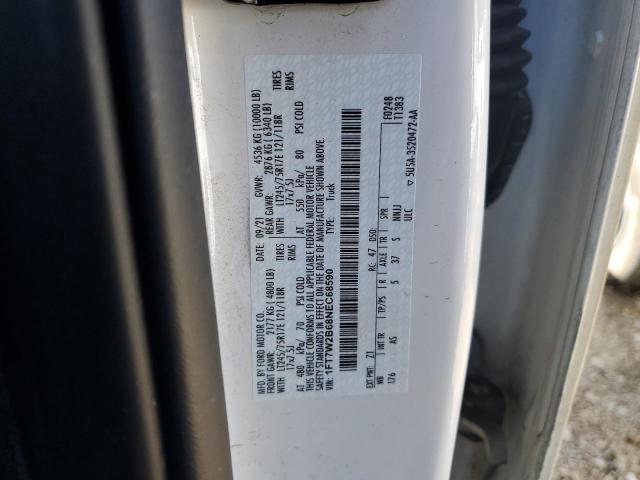 MFD. BY FORD MOTOR CO.
DATE: 09/21 GVWR: 4536 KG (10000 LB)
FRONT GAWR: 2177 KG (4800 LB) REAR GAWR: 2876 KG (6340 LB)
WITH LT245/75R17E 121/118R TIRES WITH LT245/75R17E 121/118R TIRES
17x7.5J RIMS 17x7.5J RIMS
AT 480 kPa/ 70 PSI COLD AT 550 kPa/ 80 PSI COLD
THIS VEHICLE CONFORMS TO ALL APPLICABLE FEDERAL MOTOR VEHICLE
SAFETY STANDARDS IN EFFECT ON THE DATE OF MANUFACTURE SHOWN ABOVE.
VIN: 1FT7W2B68NEC68590 TYPE: Truck
F0248
T1383
EXT PNT: Z1 RC: 47 DSO:
WB INT TR TP/PS R AXLE TR SPR
176 AS 5 37 5 NNJJ
ULC
▽ 5U5A-3520472-AA